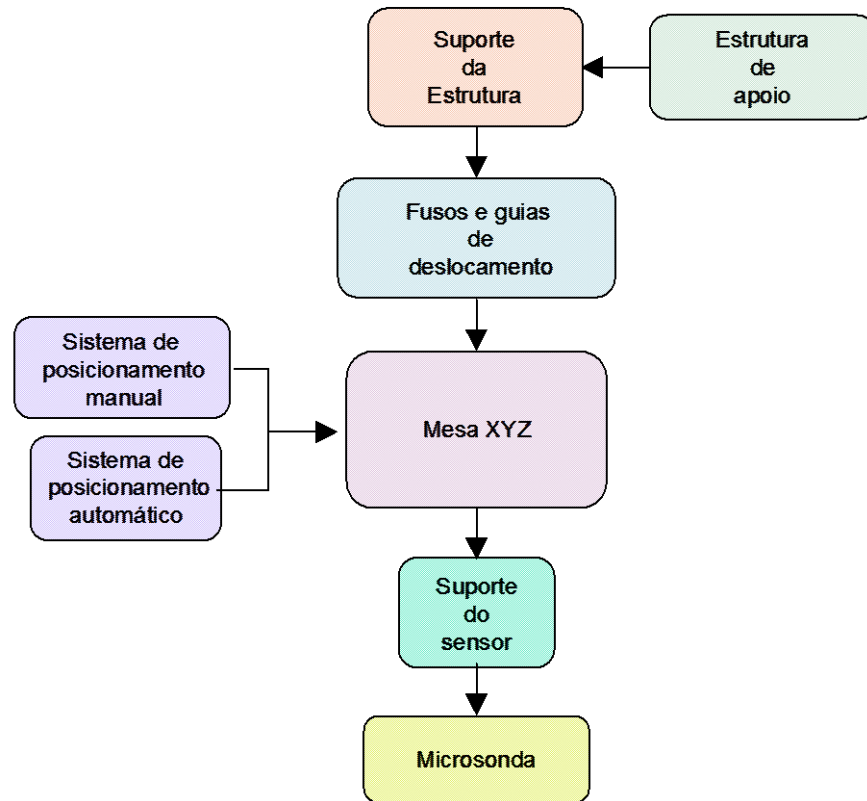 Suporte
da
Estrutura
Estrutura
de
apoio
Fusos e guias
de
deslocamento
Sistema de
posicionamento
manual
Mesa XYZ
Sistema de
posicionamento
automático
Suporte
do
sensor
Microsonda